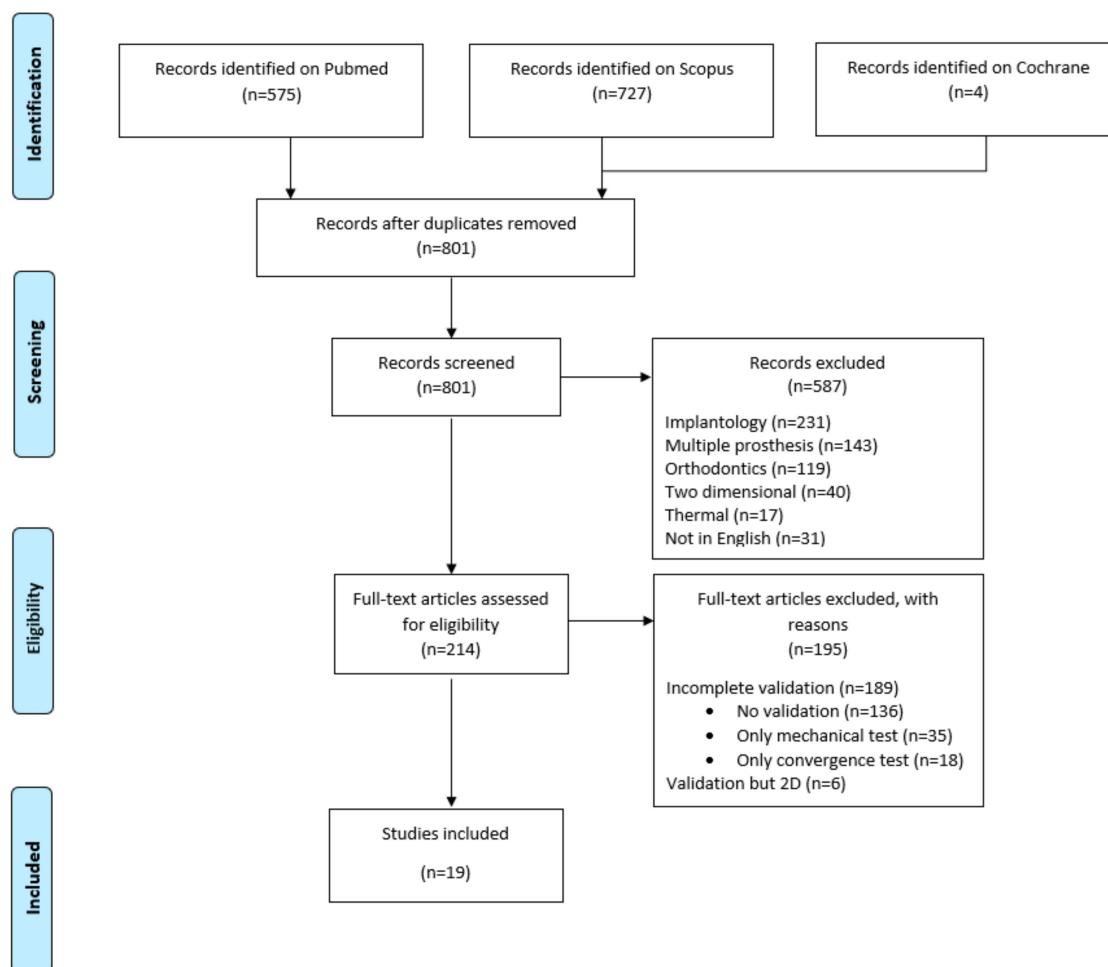 Identification
Records identified on Pubmed
(n=575)
Records identified on Scopus
(n=727)
Records identified on Cochrane
(n=4)
Records after duplicates removed
(n=801)
Screening
Records screened
(n=801)
Records excluded
(n=587)
Implantology (n=231)
Multiple prosthesis (n=143)
Orthodontics (n=119)
Two dimensional (n=40)
Thermal (n=17)
Not in English (n=31)
Eligibility
Full-text articles assessed
for eligibility
(n=214)
Full-text articles excluded, with
reasons
(n=195)
Incomplete validation (n=189)
• No validation (n=136)
• Only mechanical test (n=35)
• Only convergence test (n=18)
Validation but 2D (n=6)
Included
Studies included
(n=19)